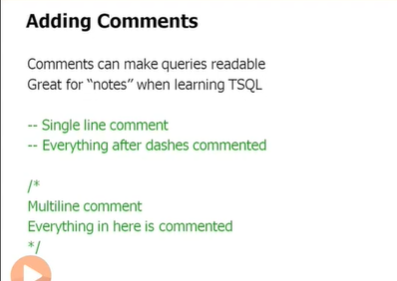 Adding Comments
Comments can make queries readable
Great for “notes” when learning TSQL
-- Single line comment
-- Everything after dashes commented
/*
Multiline comment
Everything in here is commented
*/